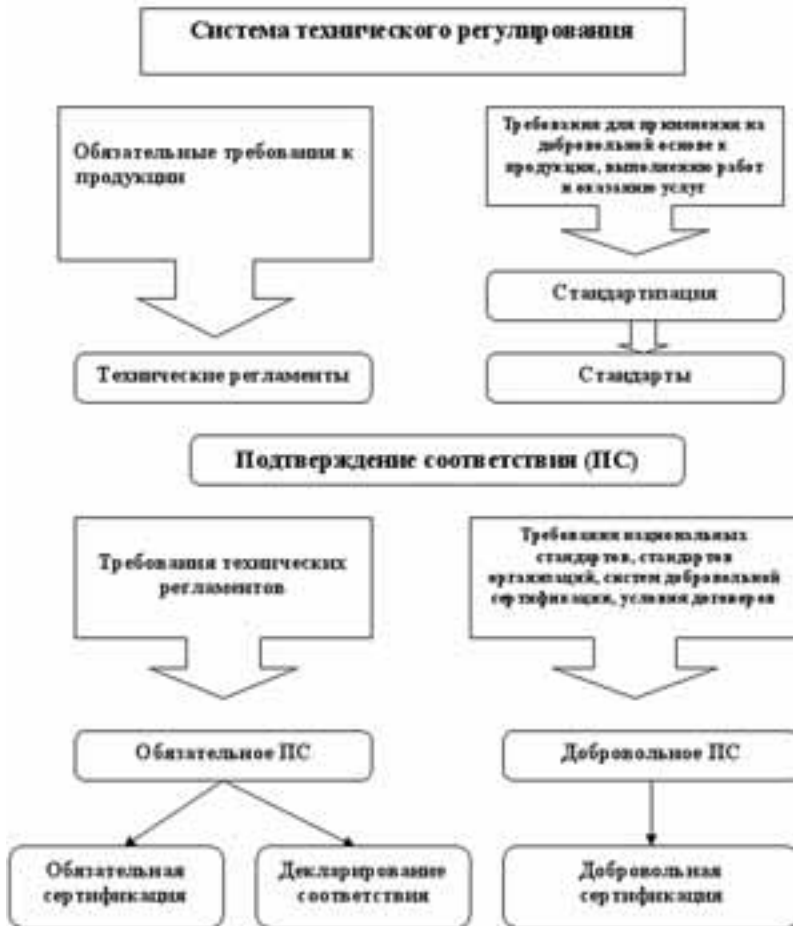 Система технического регулирования
Обязательные требования к
продукции
Требования для применения на
добровольной основе к
продукции, выполнению работ
и оказанию услуг
Стандартизация
Технические регламенты
Стандарты
Подтверждение соответствия (ПС)
Требования технических
регламентов
Требования национальных
стандартов, стандартов
организаций, систем добровольной
сертификации, условия договоров
Обязательное ПС
Добровольное ПС
Обязательная
сертификация
Декларирование
соответствия
Добровольная
сертификация